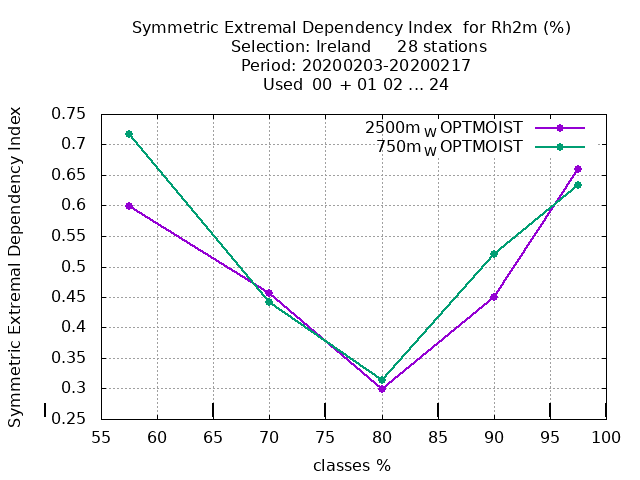 Symmetric Extremal Dependency Index for Rh2m (%)
Selection: Ireland 28 stations
Period: 20200203-20200217
Used 00 + 01 02 ... 24
Symmetric Extremal Dependency Index
0.75
0.7
0.65
0.6
0.55
0.5
0.45
0.4
0.35
0.3
0.25
2500m W OPTMOIST
750m W OPTMOIST
55 60 65 70 75 80 85 90 95 100
classes %